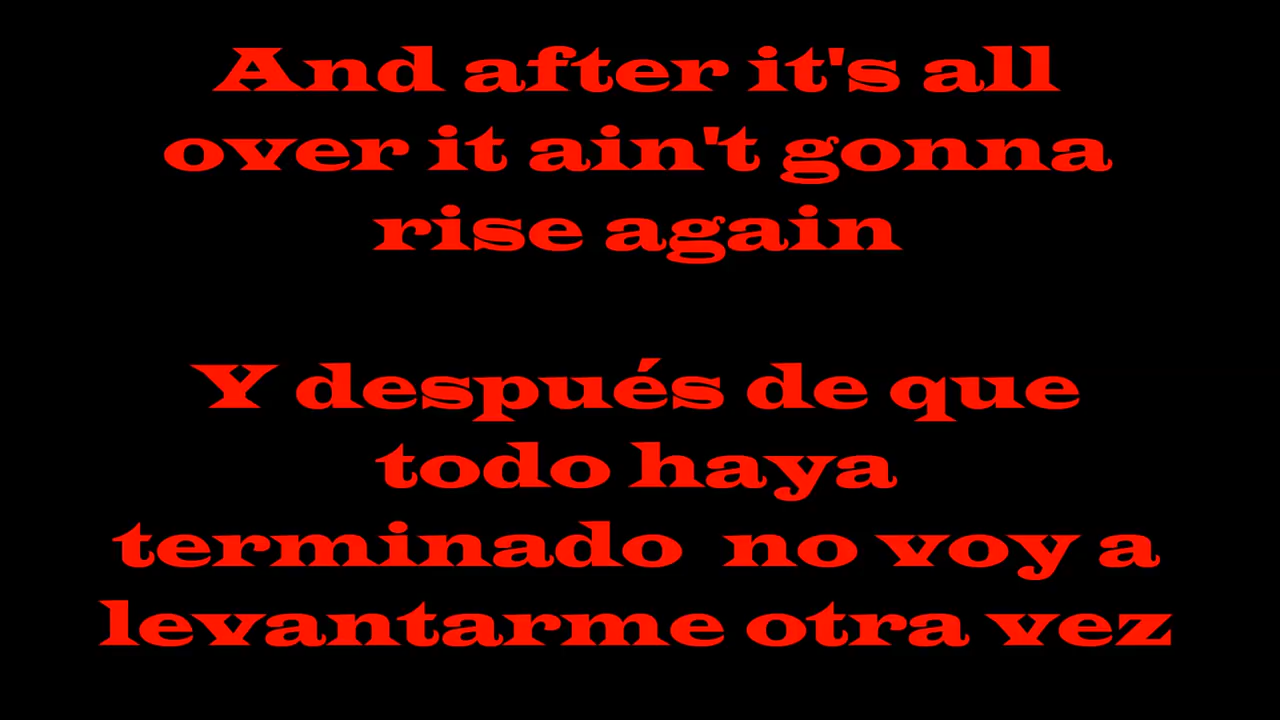 And after it's all
over it ain't gonna
rise again
Y después de que
todo haya
terminado  no voy a
levantarme otra vez